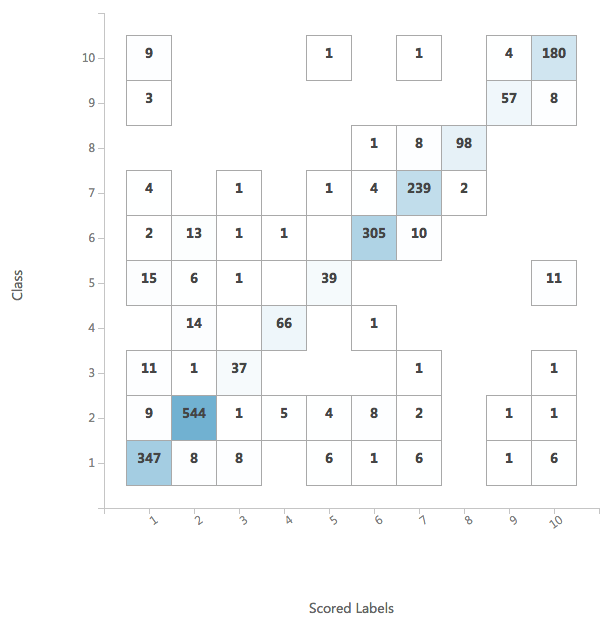 10 9 1 1 4 180
9 3 57 8
8 1 8 98
7 4 1 1 4 239 2
6 2 13 1 1 305 10
5 15 6 1 39 11
4 14 66 1
3 11 1 37 1 1
2 9 544 1 5 4 8 2 1 1
1 347 8 8 6 1 6 1 6
Class
1 2 3 4 5 6 7 8 9 10
Scored Labels